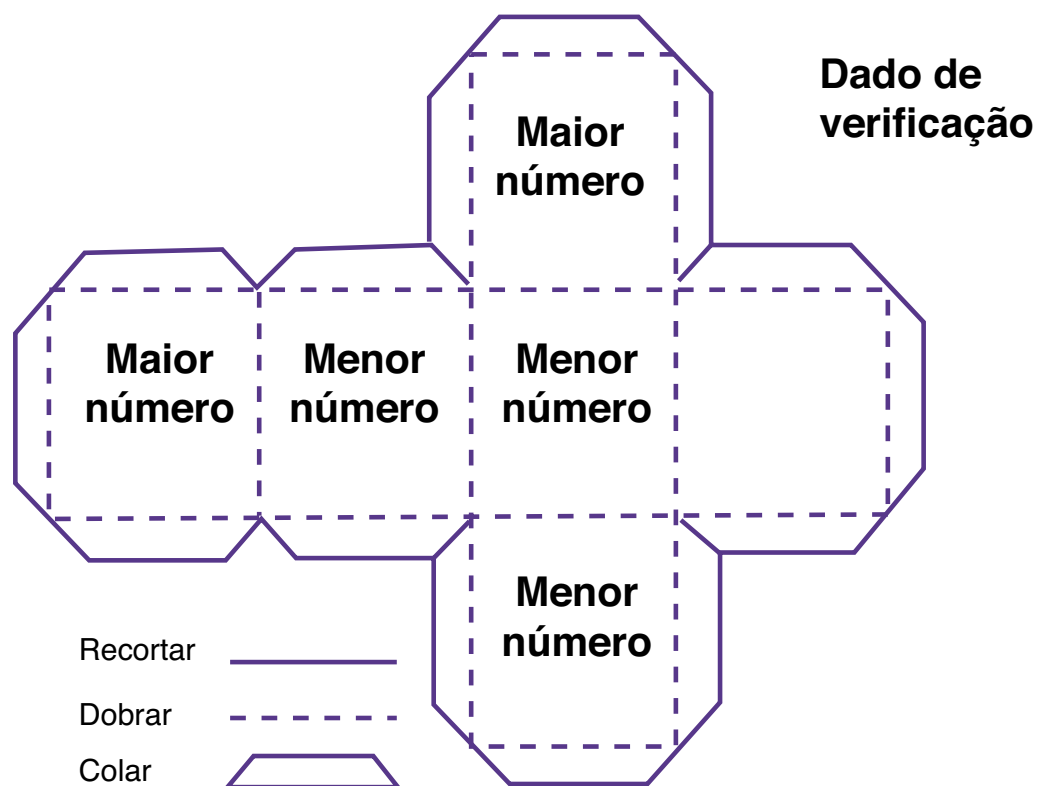 Dado de
verificação
Maior
número
Maior
número
Menor
número
Menor
número
Menor
número
Recortar
Dobrar
Colar